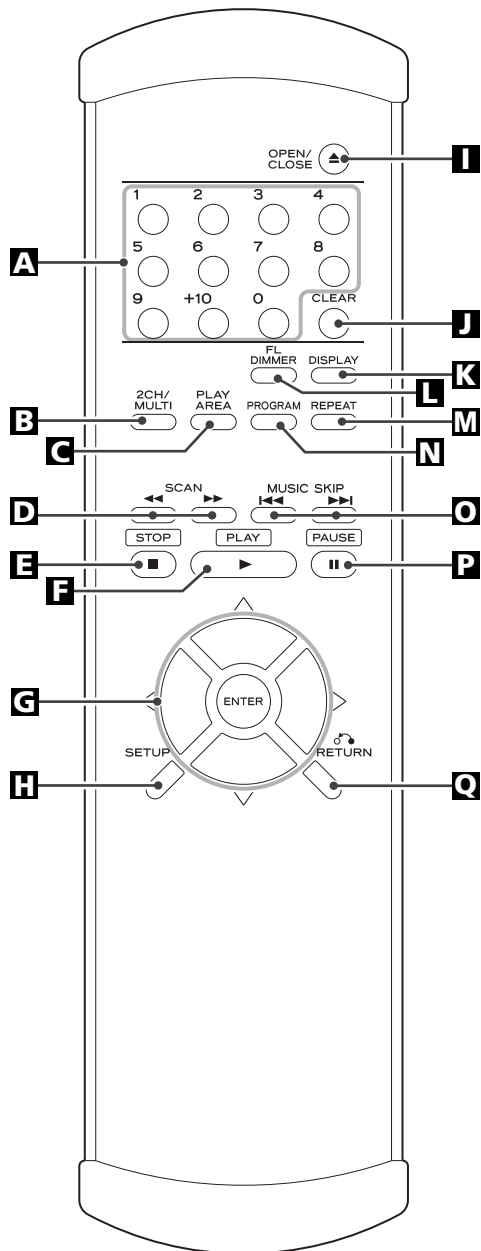 OPEN/
CLOSE
I
1 2 3 4
A
5 6 7 8
9 +10 0 CLEAR
J
FL
DIMMER DISPLAY
K
L
2CH/
MULTI PLAY
AREA PROGRAM REPEAT
B
M
C
N
SCAN MUSIC SKIP
D
O
STOP PLAY PAUSE
E
P
F
G
ENTER
SETUP RETURN
H
Q